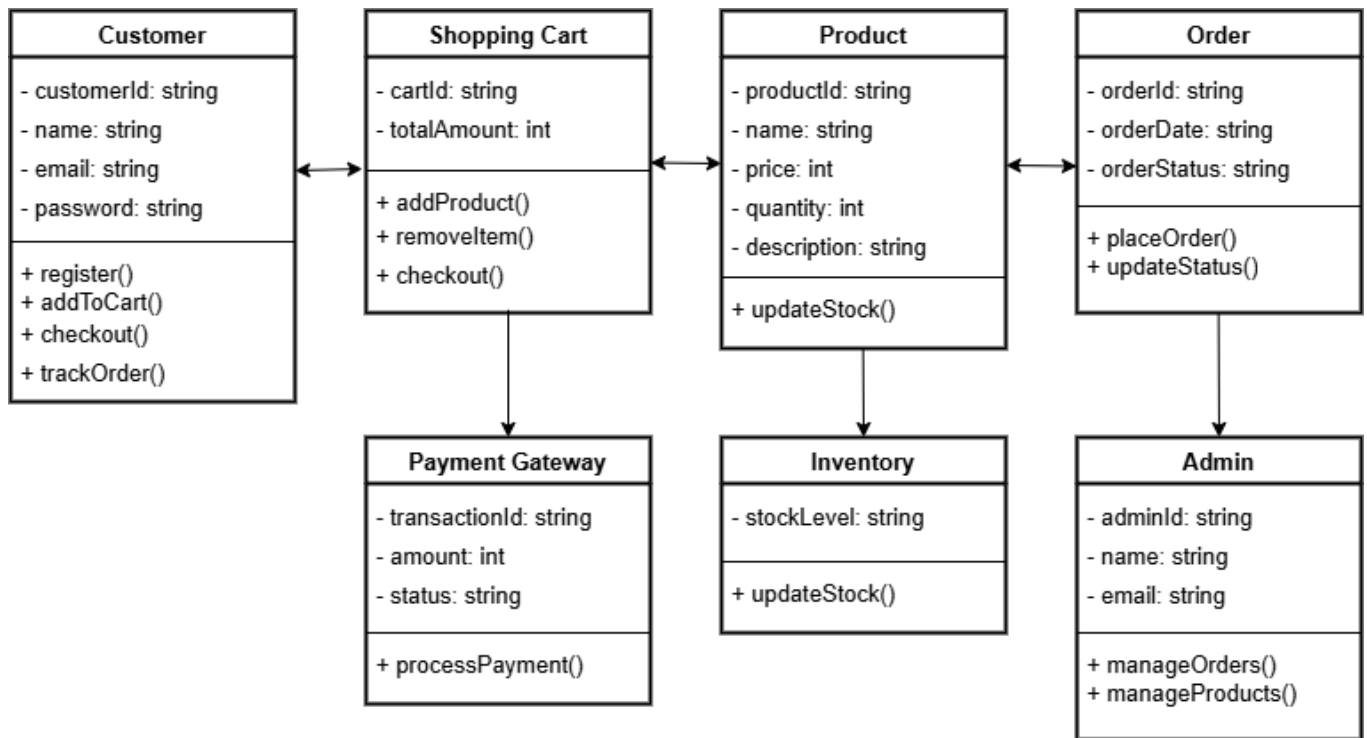 Customer
- customerId: string
- name: string
- email: string
- password: string
+ register()
+ addToCart()
+ checkout()
+ trackOrder()
Shopping Cart
- cartId: string
- totalAmount: int
+ addProduct()
+ removeItem()
+ checkout()
Product
- productId: string
- name: string
- price: int
- quantity: int
- description: string
+ updateStock()
Order
- orderId: string
- orderDate: string
- orderStatus: string
+ placeOrder()
+ updateStatus()
Payment Gateway
- transactionId: string
- amount: int
- status: string
+ processPayment()
Inventory
- stockLevel: string
+ updateStock()
Admin
- adminId: string
- name: string
- email: string
+ manageOrders()
+ manageProducts()